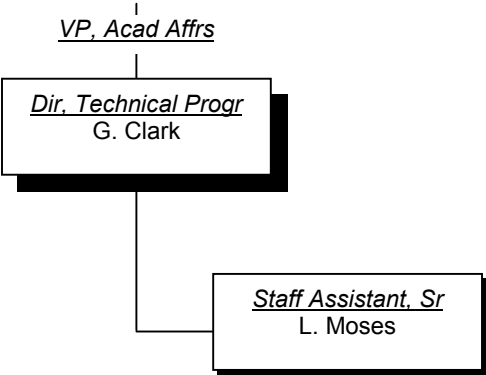 VP, Acad Affrs
Dir, Technical Progr
G. Clark
Staff Assistant, Sr
L. Moses